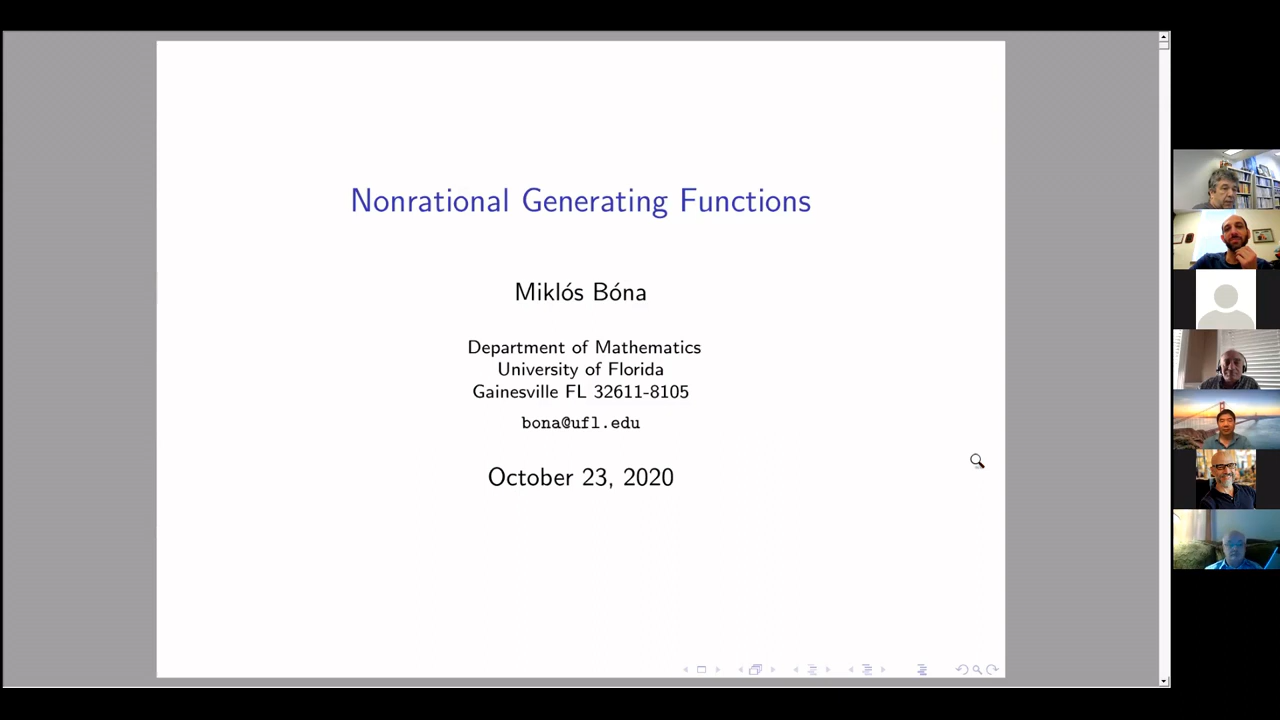 Nonrational Generating Functions
Miklós Bóna
Department of Mathematics
University of Florida
Gainesville FL 32611-8105
bona@ufl.edu
October 23, 2020